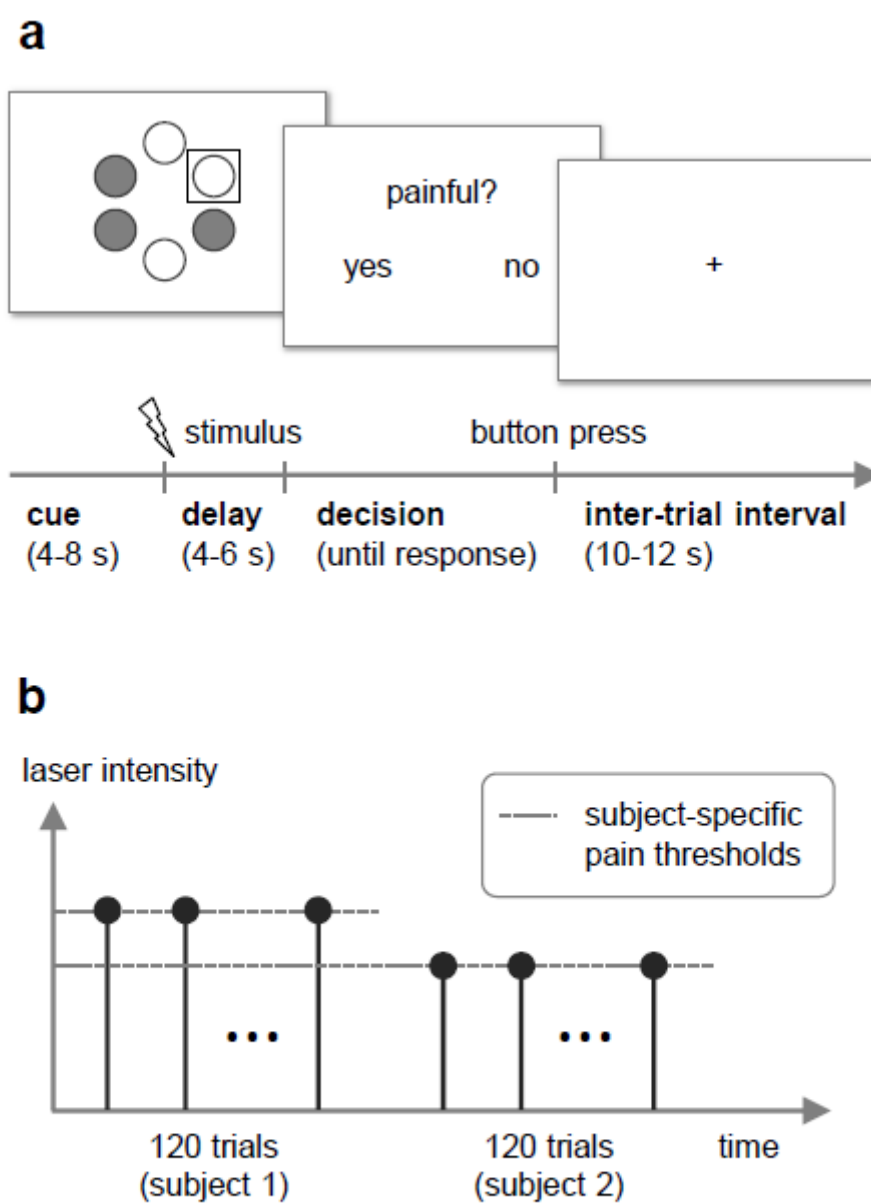 a
painful?
yes no
+
stimulus
button press
cue
(4-8 s)
delay
(4-6 s)
decision
(until response)
inter-trial interval
(10-12 s)
b
laser intensity
subject-specific
pain thresholds
...
...
120 trials
(subject 1)
120 trials
(subject 2)
time